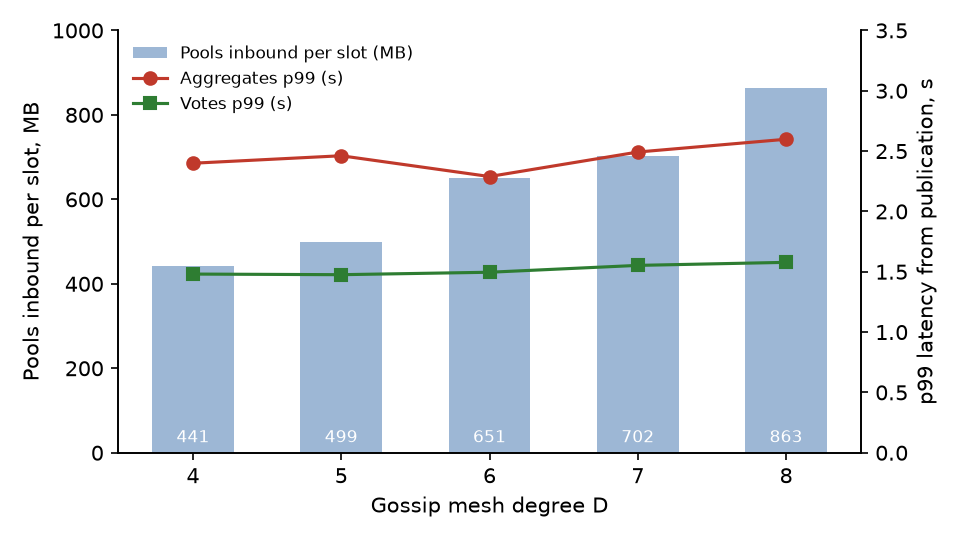 Pools inbound per slot (MB)
Aggregates p99 (s)
Votes p99 (s)
Pools inbound per slot, MB
1000
800
600
400
200
0
3.5
3.0
2.5
2.0
1.5
1.0
0.5
0.0
p99 latency from publication, s
441 499 651 702 863
4 5 6 7 8
Gossip mesh degree D